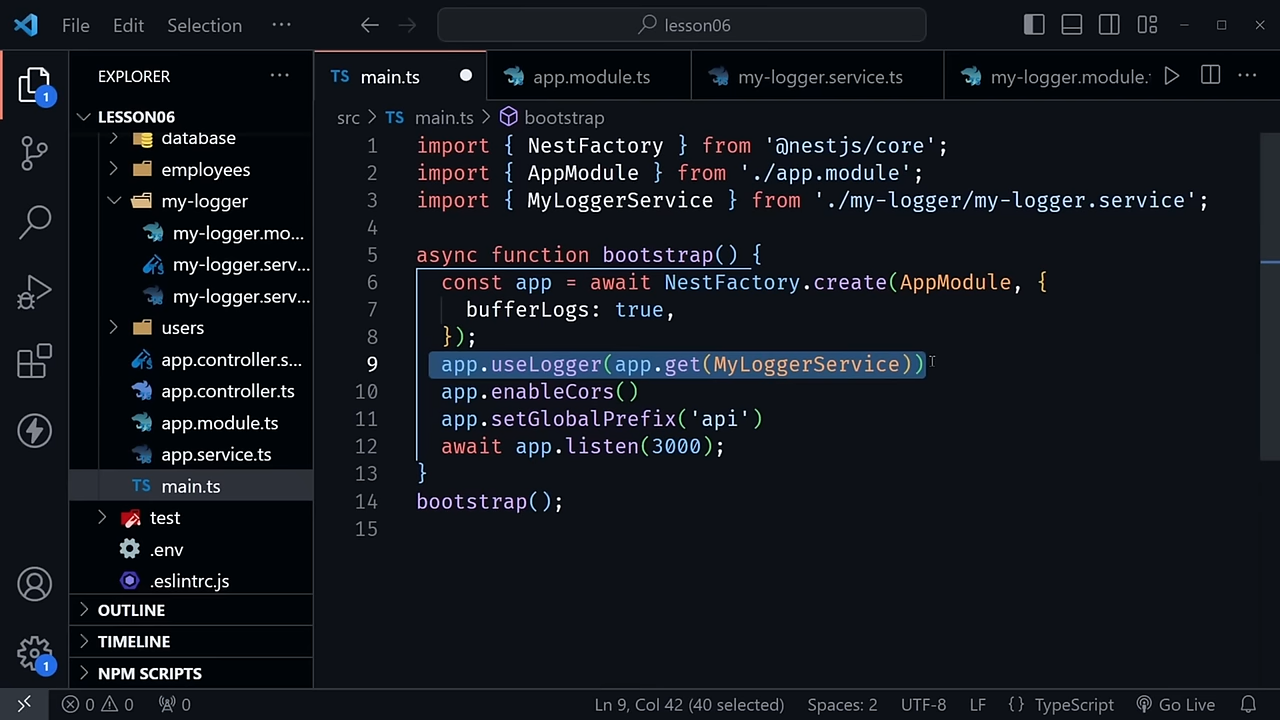 File Edit Selection ··· lesson06
EXPLORER ···
LESSON06
database
employees
my-logger
my-logger.mo...
my-logger.serv...
my-logger.serv...
users
app.controller.s...
app.controller.ts
app.module.ts
app.service.ts
TS main.ts
test
.env
.eslintrc.js
OUTLINE
TIMELINE
NPM SCRIPTS
1
1
TS main.ts app.module.ts my-logger.service.ts my-logger.module.t ···
src > TS main.ts > bootstrap
1 import { NestFactory } from '@nestjs/core';
2 import { AppModule } from './app.module';
3 import { MyLoggerService } from './my-logger/my-logger.service';
4
5 async function bootstrap() {
6 const app = await NestFactory.create(AppModule, {
7 bufferLogs: true,
8 });
9 app.useLogger(app.get(MyLoggerService))
10 app.enableCors()
11 app.setGlobalPrefix('api')
12 await app.listen(3000);
13 }
14 bootstrap();
15
0 0 0 Ln 9, Col 42 (40 selected) Spaces: 2 UTF-8 LF {} TypeScript Go Live